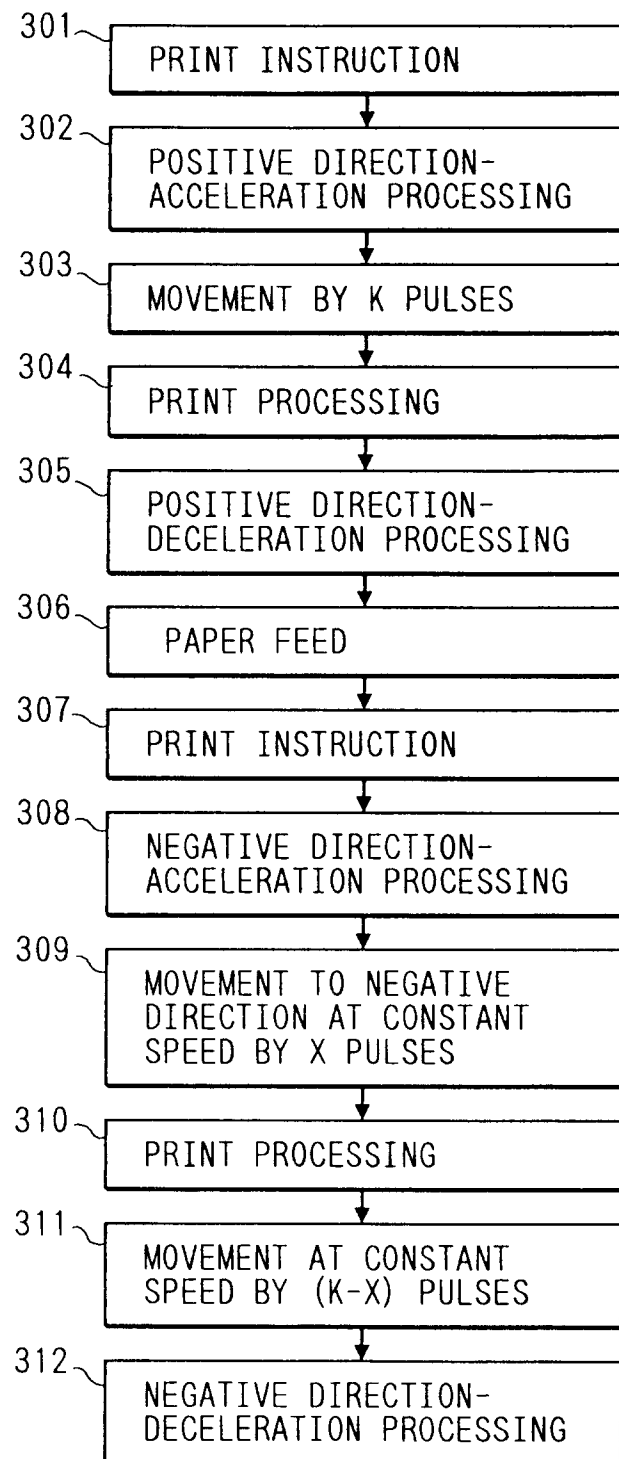 301
PRINT INSTRUCTION
302
POSITIVE DIRECTION-
ACCELERATION PROCESSING
303
MOVEMENT BY K PULSES
304
PRINT PROCESSING
305
POSITIVE DIRECTION-
DECELERATION PROCESSING
306
PAPER FEED
307
PRINT INSTRUCTION
308
NEGATIVE DIRECTION-
ACCELERATION PROCESSING
309
MOVEMENT TO NEGATIVE
DIRECTION AT CONSTANT
SPEED BY X PULSES
310
PRINT PROCESSING
311
MOVEMENT AT CONSTANT
SPEED BY (K-X) PULSES
312
NEGATIVE DIRECTION-
DECELERATION PROCESSING